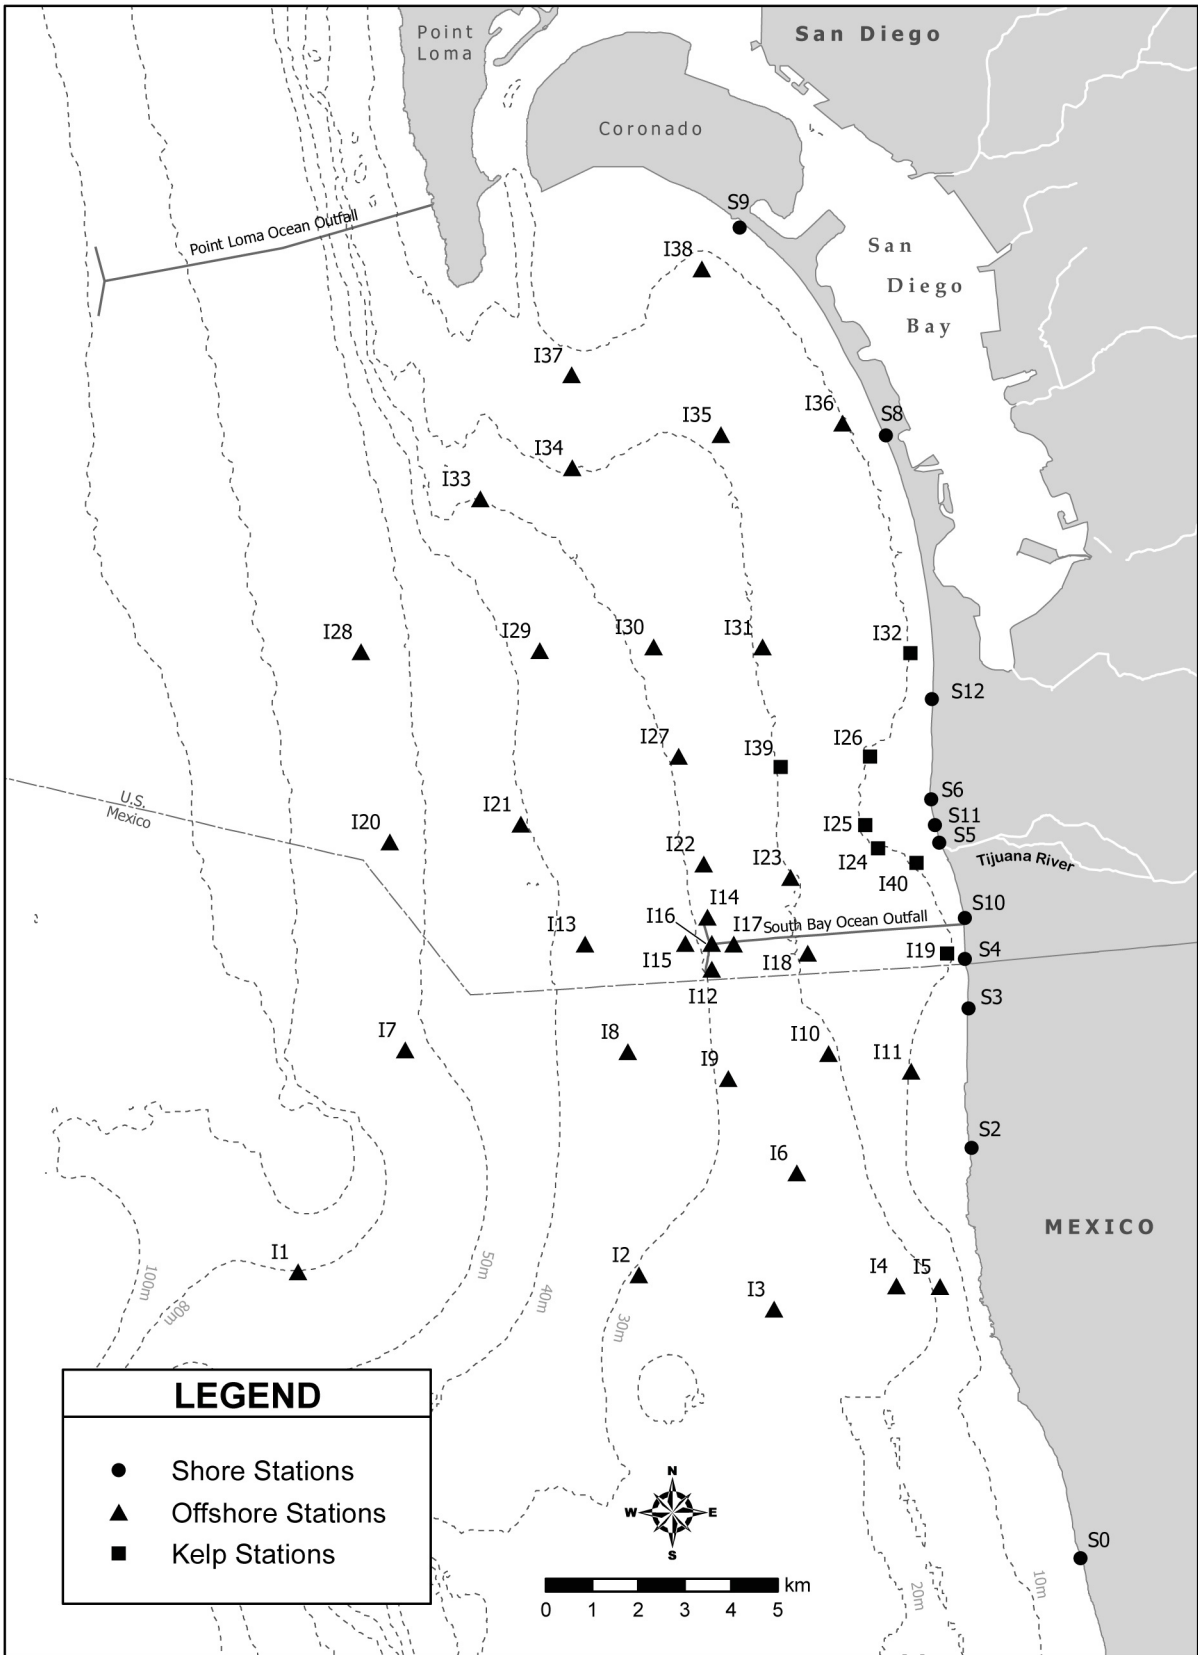 Point
Loma
San Diego
Coronado
S9
Point Loma Ocean Outfall
I38
San
Diego
Bay
I37
I36
S8
I35
I34
I33
I28
I29
I30
I31
I32
S12
I27
I39
I26
U.S.
Mexico
S6
I20
I21
I25
S11
S5
I22
I23
I24
I40
Tijuana River
I14
S10
I13
I16
I17
South Bay Ocean Outfall
I15
I18
I19
S4
I12
S3
I7
I8
I9
I10
I11
S2
I6
MEXICO
I1
I2
I3
I4
I5
100m
80m
50m
40m
30m
LEGEND
Shore Stations
Offshore Stations
Kelp Stations
N
W
E
S
S0
km
0 1 2 3 4 5
20m
10m